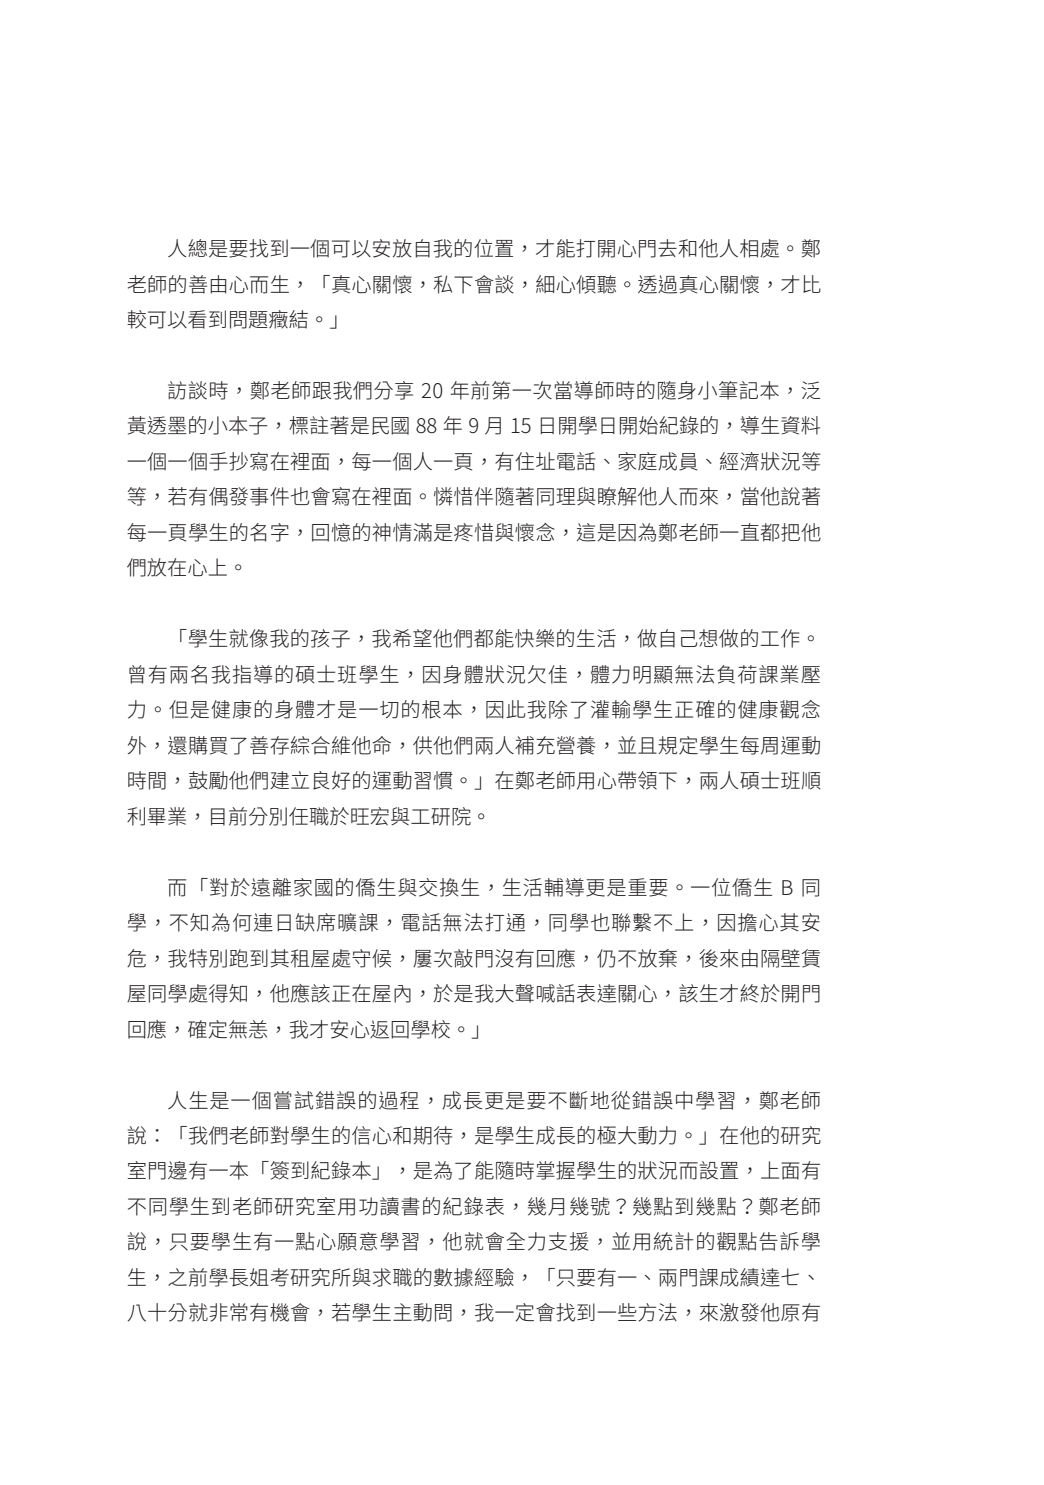 人總是要找到一個可以安放自我的位置，才能打開心門去和他人相處。鄭
老師的善由心而生，「真心關懷，私下會談，細心傾聽。透過真心關懷，才比
較可以看到問題癥結。」
訪談時，鄭老師跟我們分享 20 年前第一次當導師時的隨身小筆記本，泛
黃透墨的小本子，標註著是民國 88 年 9 月 15 日開學日開始紀錄的，導生資料
一個一個手抄寫在裡面，每一個人一頁，有住址電話、家庭成員、經濟狀況等
等，若有偶發事件也會寫在裡面。憐惜伴隨著同理與瞭解他人而來，當他說著
每一頁學生的名字，回憶的神情滿是疼惜與懷念，這是因為鄭老師一直都把他
們放在心上。
「學生就像我的孩子，我希望他們都能快樂的生活，做自己想做的工作。
曾有兩名我指導的碩士班學生，因身體狀況欠佳，體力明顯無法負荷課業壓
力。但是健康的身體才是一切的根本，因此我除了灌輸學生正確的健康觀念
外，還購買了善存綜合維他命，供他們兩人補充營養，並且規定學生每周運動
時間，鼓勵他們建立良好的運動習慣。」在鄭老師用心帶領下，兩人碩士班順
利畢業，目前分別任職於旺宏與工研院。
而「對於遠離家國的僑生與交換生，生活輔導更是重要。一位僑生 B 同
學，不知為何連日缺席曠課，電話無法打通，同學也聯繫不上，因擔心其安
危，我特別跑到其租屋處守候，屢次敲門沒有回應，仍不放棄，後來由隔壁賃
屋同學處得知，他應該正在屋內，於是我大聲喊話表達關心，該生才終於開門
回應，確定無恙，我才安心返回學校。」
人生是一個嘗試錯誤的過程，成長更是要不斷地從錯誤中學習，鄭老師
說：「我們老師對學生的信心和期待，是學生成長的極大動力。」在他的研究
室門邊有一本「簽到紀錄本」，是為了能隨時掌握學生的狀況而設置，上面有
不同學生到老師研究室用功讀書的紀錄表，幾月幾號？幾點到幾點？鄭老師
說，只要學生有一點心願意學習，他就會全力支援，並用統計的觀點告訴學
生，之前學長姐考研究所與求職的數據經驗，「只要有一、兩門課成績達七、
八十分就非常有機會，若學生主動問，我一定會找到一些方法，來激發他原有